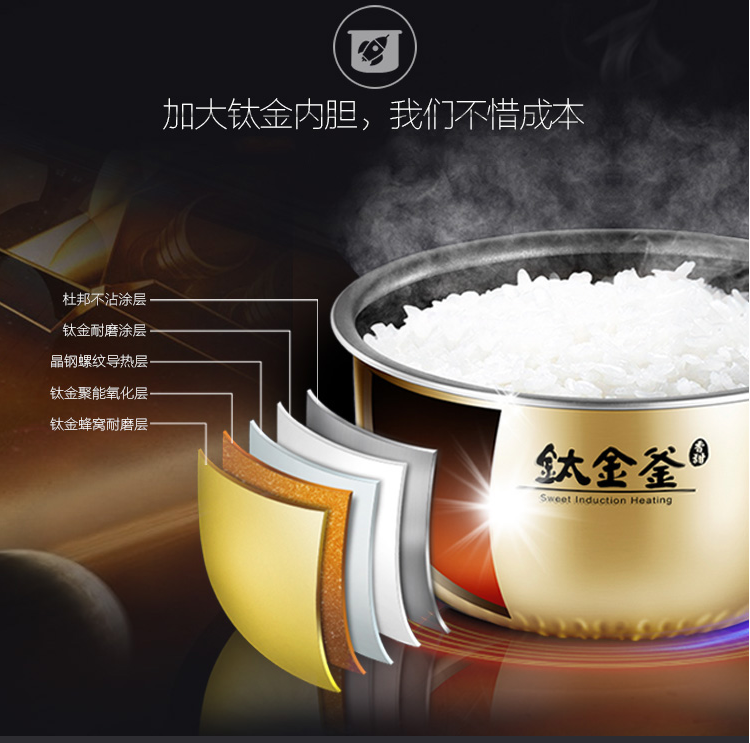 加大钛金内胆，我们不惜成本
杜邦不沾涂层
钛金耐磨涂层
晶钢螺纹导热层
钛金聚能氧化层
钛金蜂窝耐磨层
钛金釜
香甜
Sweet Induction Heating